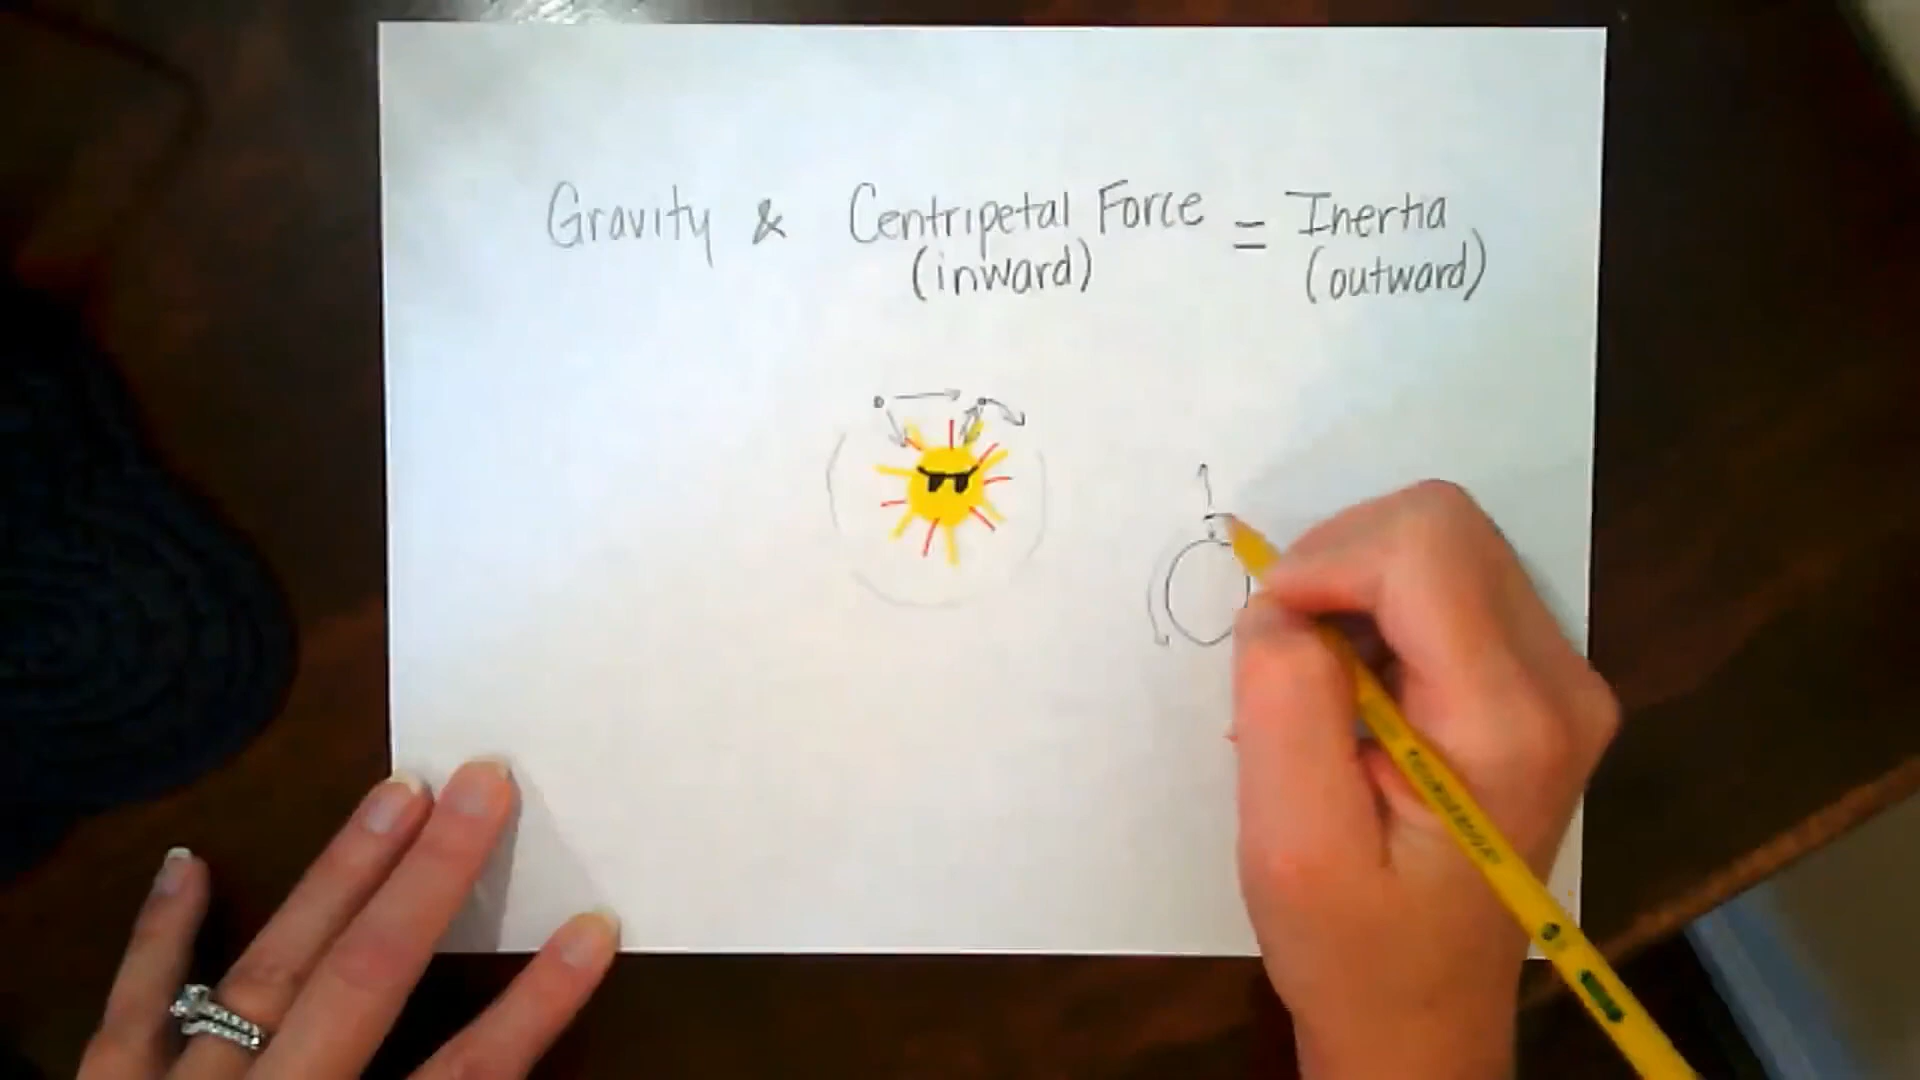 Gravity & Centripetal Force = Inertia
(inward) (outward)